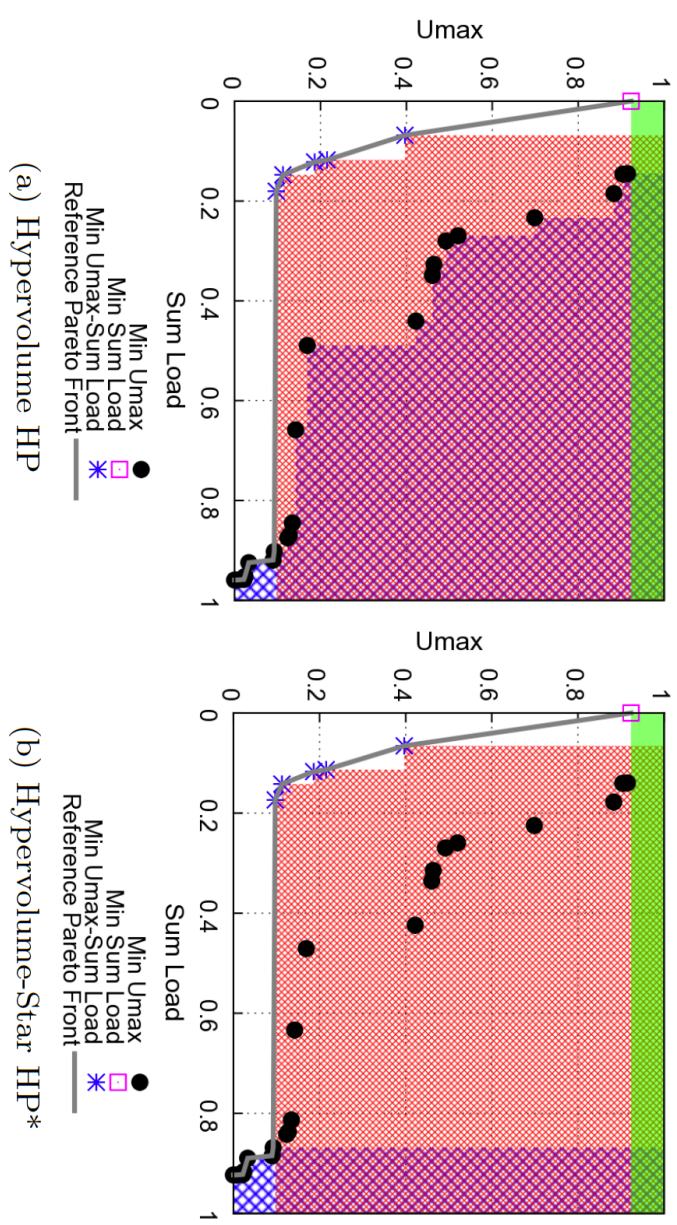 Umax
1
0.8
0.6
0.4
0.2
0
0
0.2
0.4
0.6
0.8
1
Sum Load
Min Umax
Min Sum Load
Min Umax-Sum Load
Reference Pareto Front
(a) Hypervolume HP
Umax
1
0.8
0.6
0.4
0.2
0
0
0.2
0.4
0.6
0.8
1
Sum Load
Min Umax
Min Sum Load
Min Umax-Sum Load
Reference Pareto Front
(b) Hypervolume-Star HP*